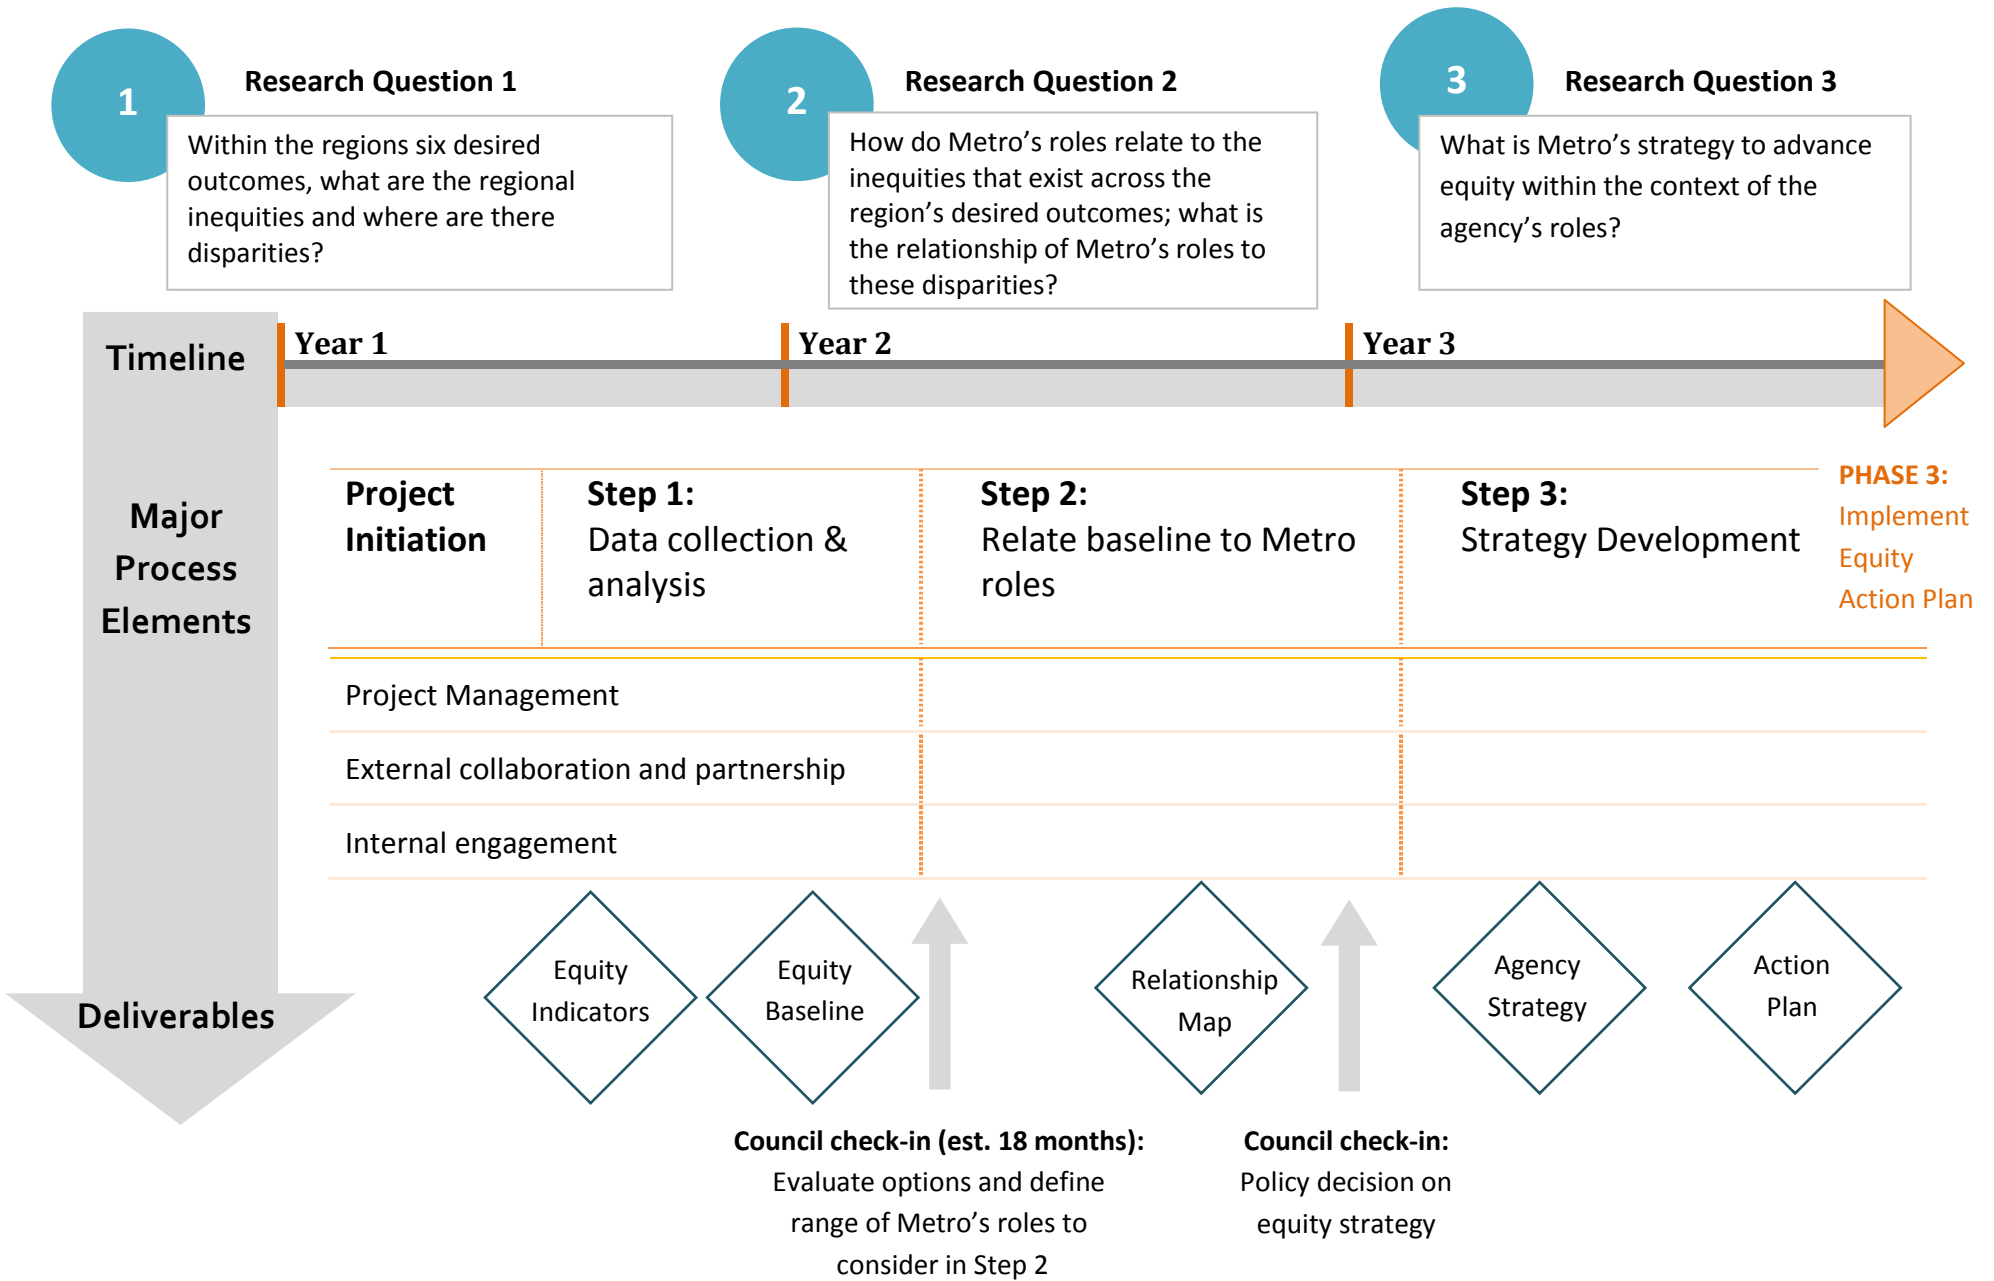 1
Research Question 1
Within the regions six desired
outcomes, what are the regional
inequities and where are there
disparities?
2
Research Question 2
How do Metro’s roles relate to the
inequities that exist across the
region’s desired outcomes; what is
the relationship of Metro’s roles to
these disparities?
3
Research Question 3
What is Metro’s strategy to advance
equity within the context of the
agency’s roles?
Timeline
Year 1
Year 2
Year 3
Major
Process
Elements
Project
Initiation
Step 1:
Data collection &
analysis
Step 2:
Relate baseline to Metro
roles
Step 3:
Strategy Development
PHASE 3:
Implement
Equity
Action Plan
Project Management
External collaboration and partnership
Internal engagement
Deliverables
Equity
Indicators
Equity
Baseline
Relationship
Map
Agency
Strategy
Action
Plan
Council check-in (est. 18 months):
Evaluate options and define
range of Metro’s roles to
consider in Step 2
Council check-in:
Policy decision on
equity strategy